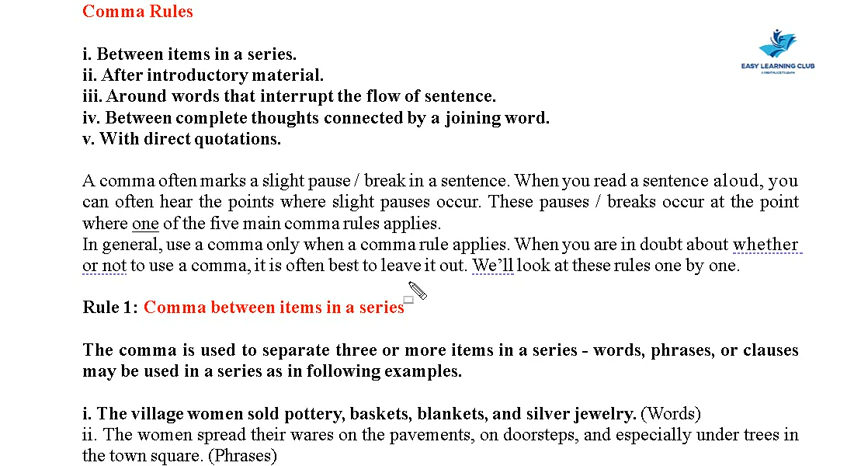 Comma Rules
i. Between items in a series.
ii. After introductory material.
iii. Around words that interrupt the flow of sentence.
iv. Between complete thoughts connected by a joining word.
v. With direct quotations.
EASY LEARNING CLUB
A comma often marks a slight pause / break in a sentence. When you read a sentence aloud, you
can often hear the points where slight pauses occur. These pauses / breaks occur at the point
where one of the five main comma rules applies.
In general, use a comma only when a comma rule applies. When you are in doubt about whether
or not to use a comma, it is often best to leave it out. We’ll look at these rules one by one.
Rule 1: Comma between items in a series
The comma is used to separate three or more items in a series - words, phrases, or clauses
may be used in a series as in following examples.
i. The village women sold pottery, baskets, blankets, and silver jewelry. (Words)
ii. The women spread their wares on the pavements, on doorsteps, and especially under trees in
the town square. (Phrases)